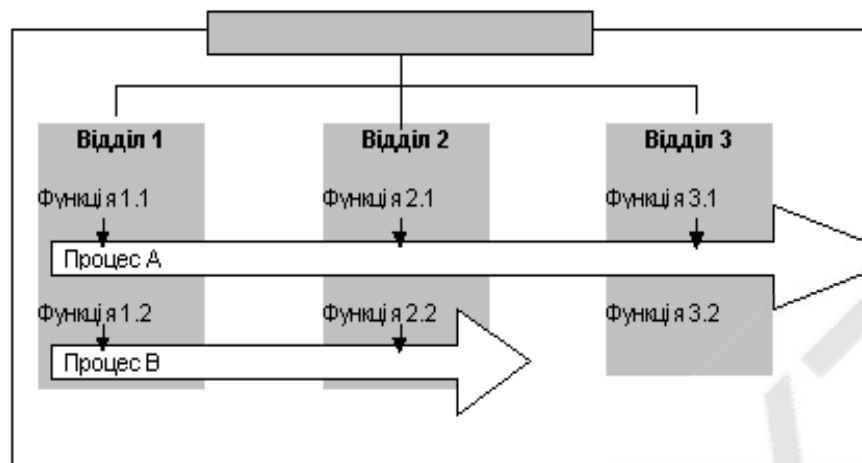 Відділ 1
Відділ 2
Відділ 3
Функція 1.1
Функція 2.1
Функція 3.1
Процес А
Функція 1.2
Функція 2.2
Функція 3.2
Процес В